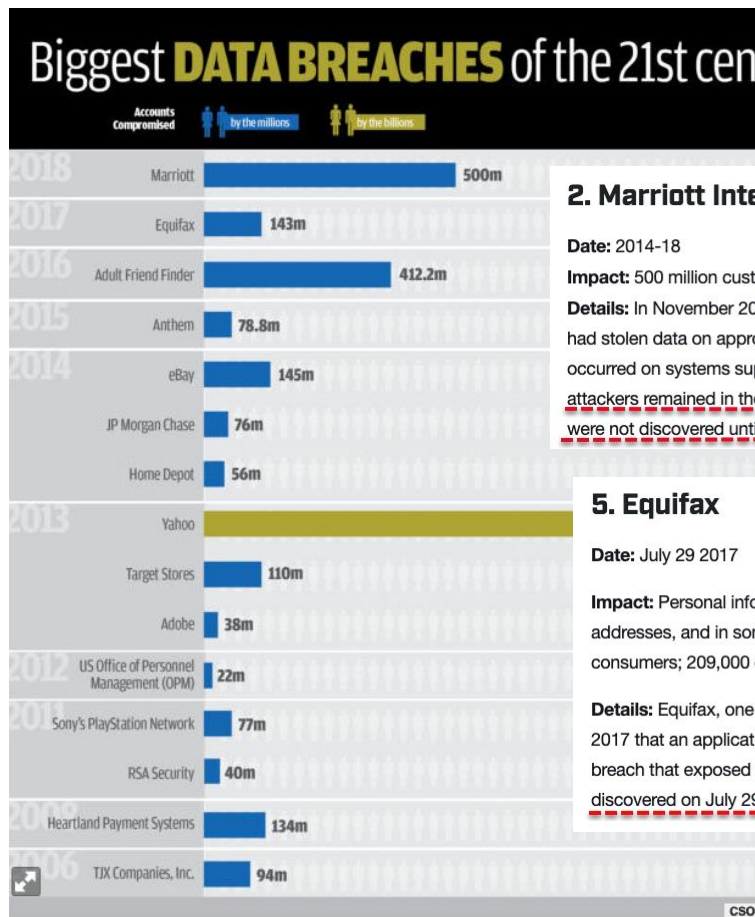 Biggest DATA BREACHES of the 21st cen
Accounts
Compromised
by the millions
by the billions
2018
Marriott
500m
2017
Equifax
143m
2016
Adult Friend Finder
412.2m
2015
Anthem
78.8m
2014
eBay
145m
JP Morgan Chase
76m
Home Depot
56m
2013
Yahoo
Target Stores
110m
Adobe
38m
2012
US Office of Personnel
Management (OPM)
22m
2011
Sony's PlayStation Network
77m
RSA Security
40m
2008
Heartland Payment Systems
134m
2006
TJX Companies, Inc.
94m
2. Marriott Inte
Date: 2014-18
Impact: 500 million cust
Details: In November 20
had stolen data on appro
occurred on systems sup
attackers remained in the
were not discovered unti
5. Equifax
Date: July 29 2017
Impact: Personal info
addresses, and in som
consumers; 209,000
Details: Equifax, one
2017 that an applicat
breach that exposed
discovered on July 29
CSO